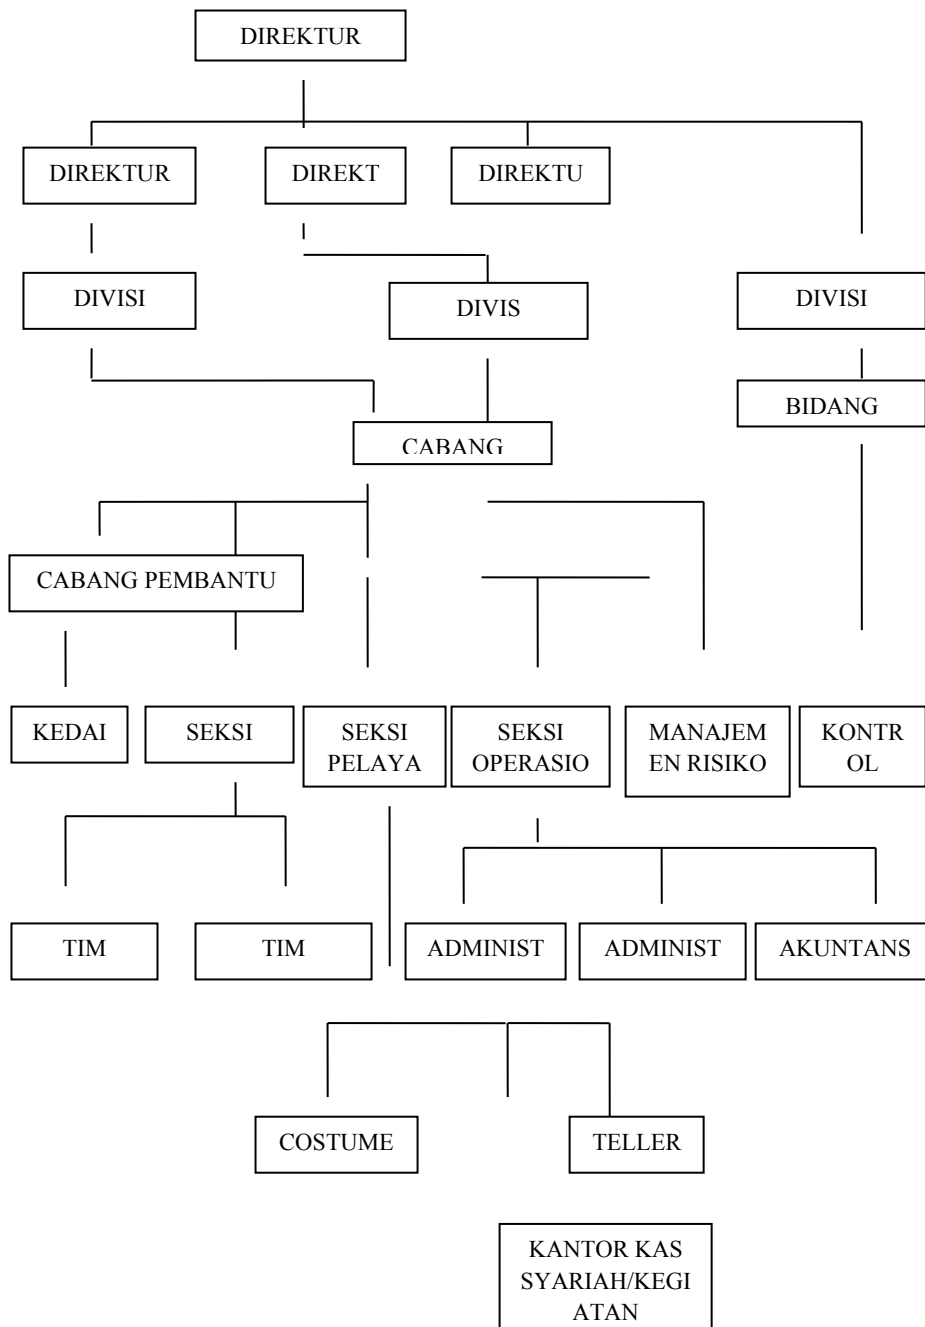 DIREKTUR
DIREKTUR
DIREKT
DIREKTU
DIVISI
DIVIS
DIVISI
BIDANG
CABANG
CABANG PEMBANTU
KEDAI
SEKSI
SEKSI
PELAYA
SEKSI
OPERASIO
MANAJEM
EN RISIKO
KONTR
OL
TIM
TIM
ADMINIST
ADMINIST
AKUNTANS
COSTUME
TELLER
KANTOR KAS
SYARIAH/KEGI
ATAN